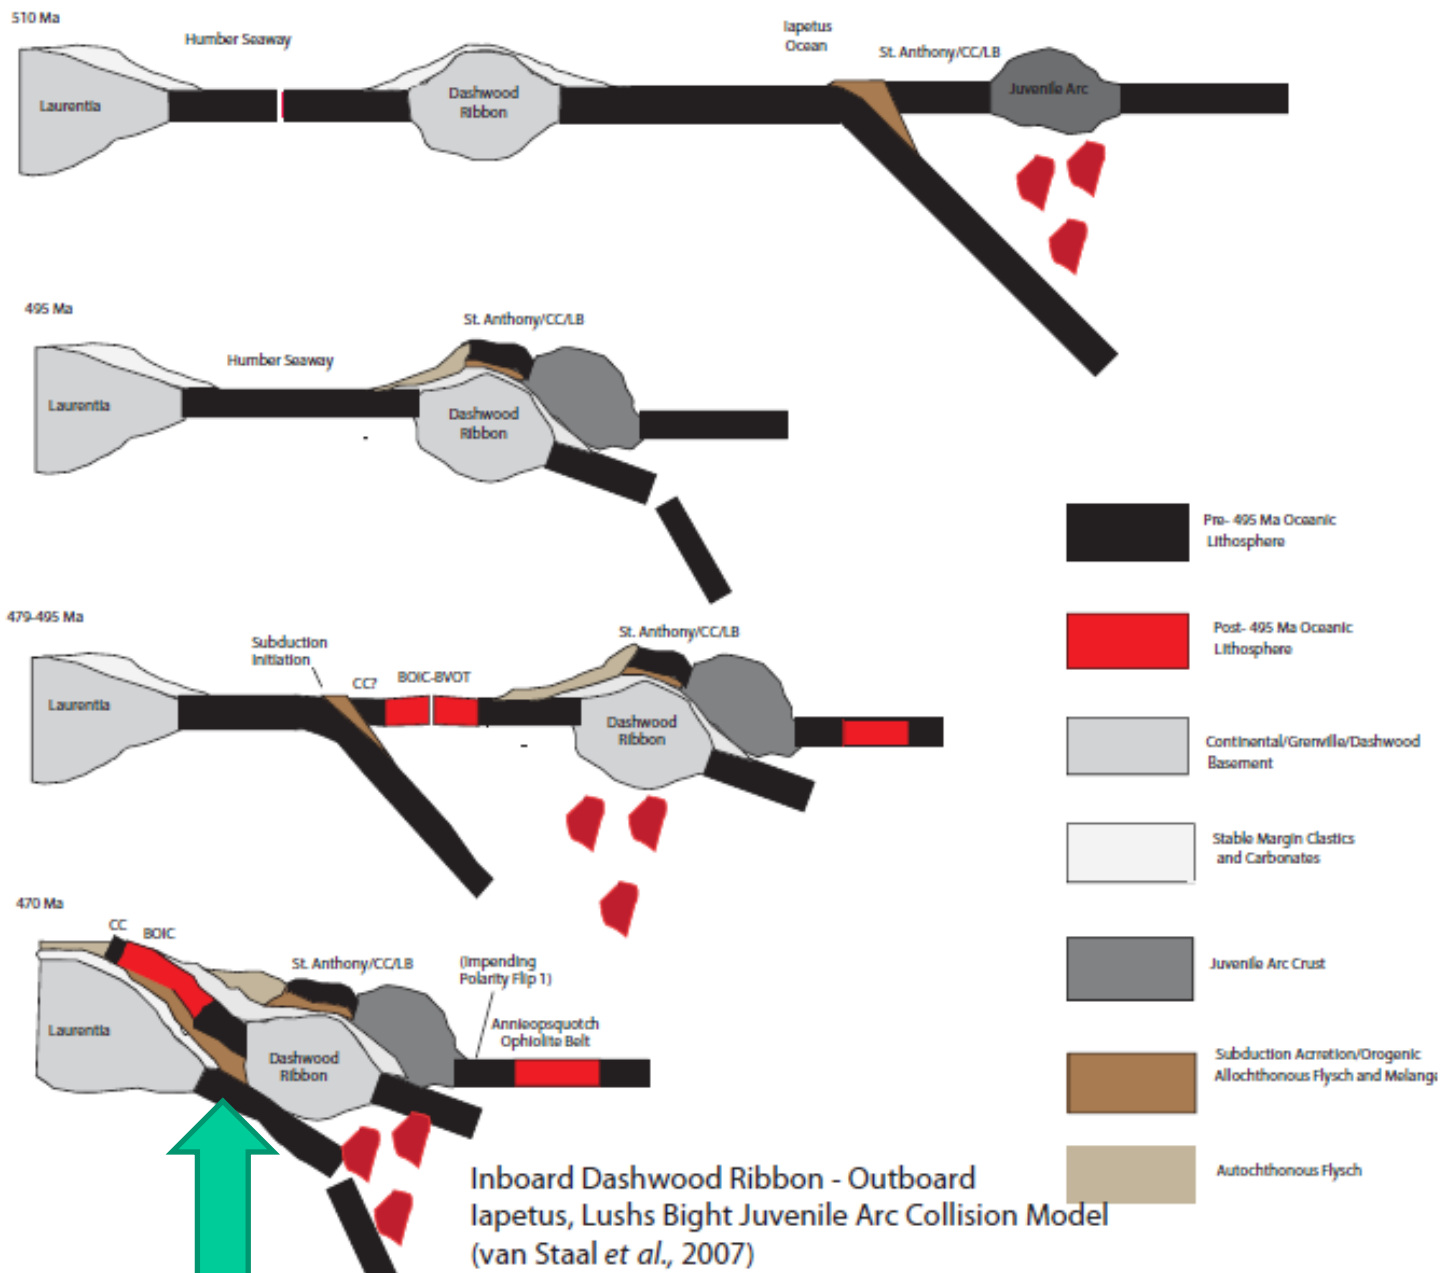 510 Ma
Humber Seaway
Iapetus
Ocean
St. Anthony/CC/LB
Laurentia
Dashwood
Ribbon
Juvenile Arc
495 Ma
St. Anthony/CC/LB
Humber Seaway
Laurentia
Dashwood
Ribbon
479-495 Ma
Subduction
Initiation
CC?
BOIC-BVOT
St. Anthony/CC/LB
Laurentia
Dashwood
Ribbon
470 Ma
CC
BOIC
St. Anthony/CC/LB
(Impending
Polarity Flip 1)
Annieopsquotch
Ophiolite Belt
Laurentia
Dashwood
Ribbon
Pre- 495 Ma Oceanic
Lithosphere
Post- 495 Ma Oceanic
Lithosphere
Continental/Grenville/Dashwood
Basement
Stable Margin Clastics
and Carbonates
Juvenile Arc Crust
Subduction Acrretion/Orogenic
Allochthonous Flysch and Melang
Autochthonous Flysch
Inboard Dashwood Ribbon - Outboard
Iapetus, Lushs Bight Juvenile Arc Collision Model
(van Staal et al., 2007)